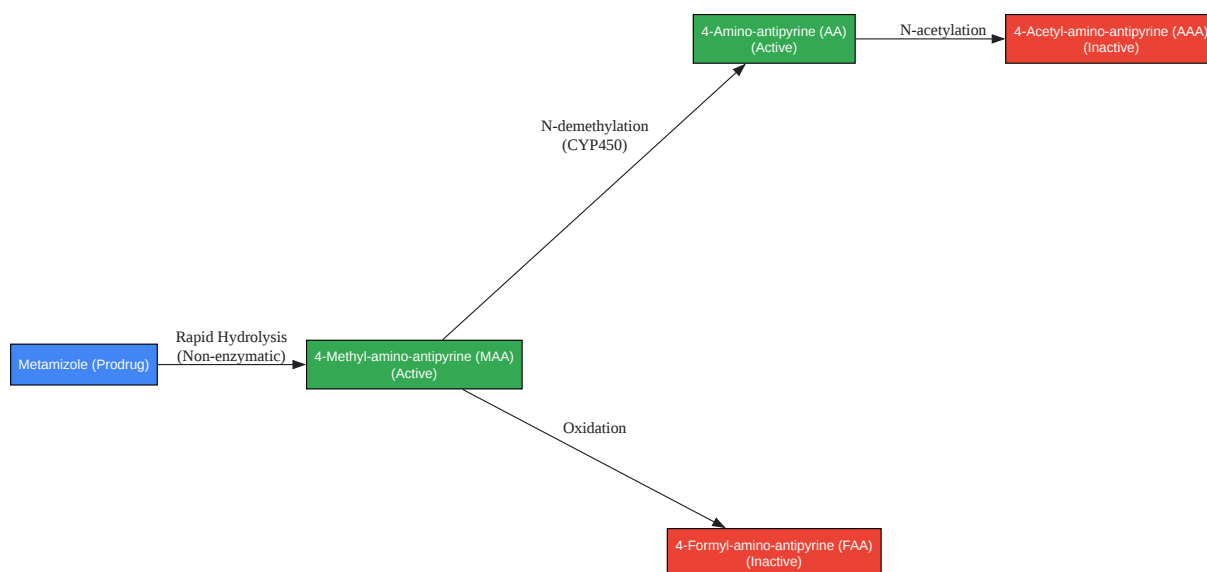 4-Amino-antipyrine (AA)
(Active)
N-acetylation
4-Acetyl-amino-antipyrine (AAA)
(Inactive)
N-demethylation
(CYP450)
Metamizole (Prodrug)
Rapid Hydrolysis
(Non-enzymatic)
4-Methyl-amino-antipyrine (MAA)
(Active)
Oxidation
4-Formyl-amino-antipyrine (FAA)
(Inactive)